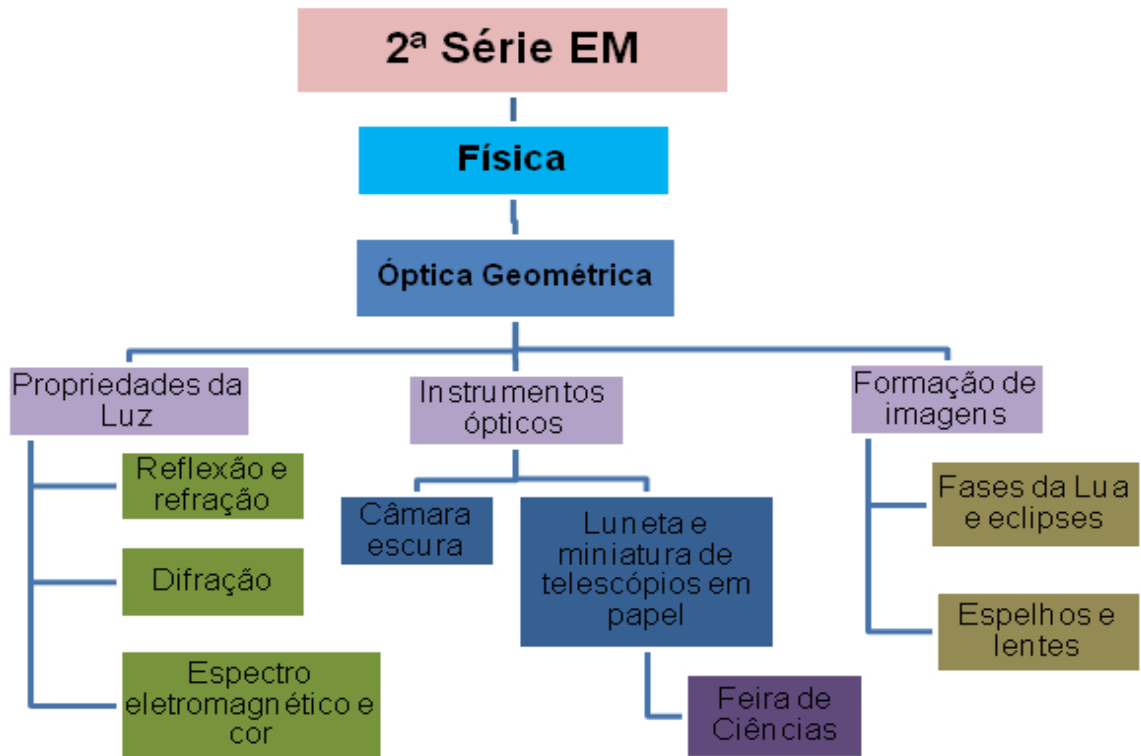 2ª Série EM
Física
Óptica Geométrica
Propriedades da
Luz
Reflexão e
refração
Difração
Espectro
eletromagnético e
cor
Instrumentos
ópticos
Câmara
escura
Luneta e
miniatura de
telescópios em
papel
Feira de
Ciências
Formação de
imagens
Fases da Lua
e eclipses
Espelhos e
lentes